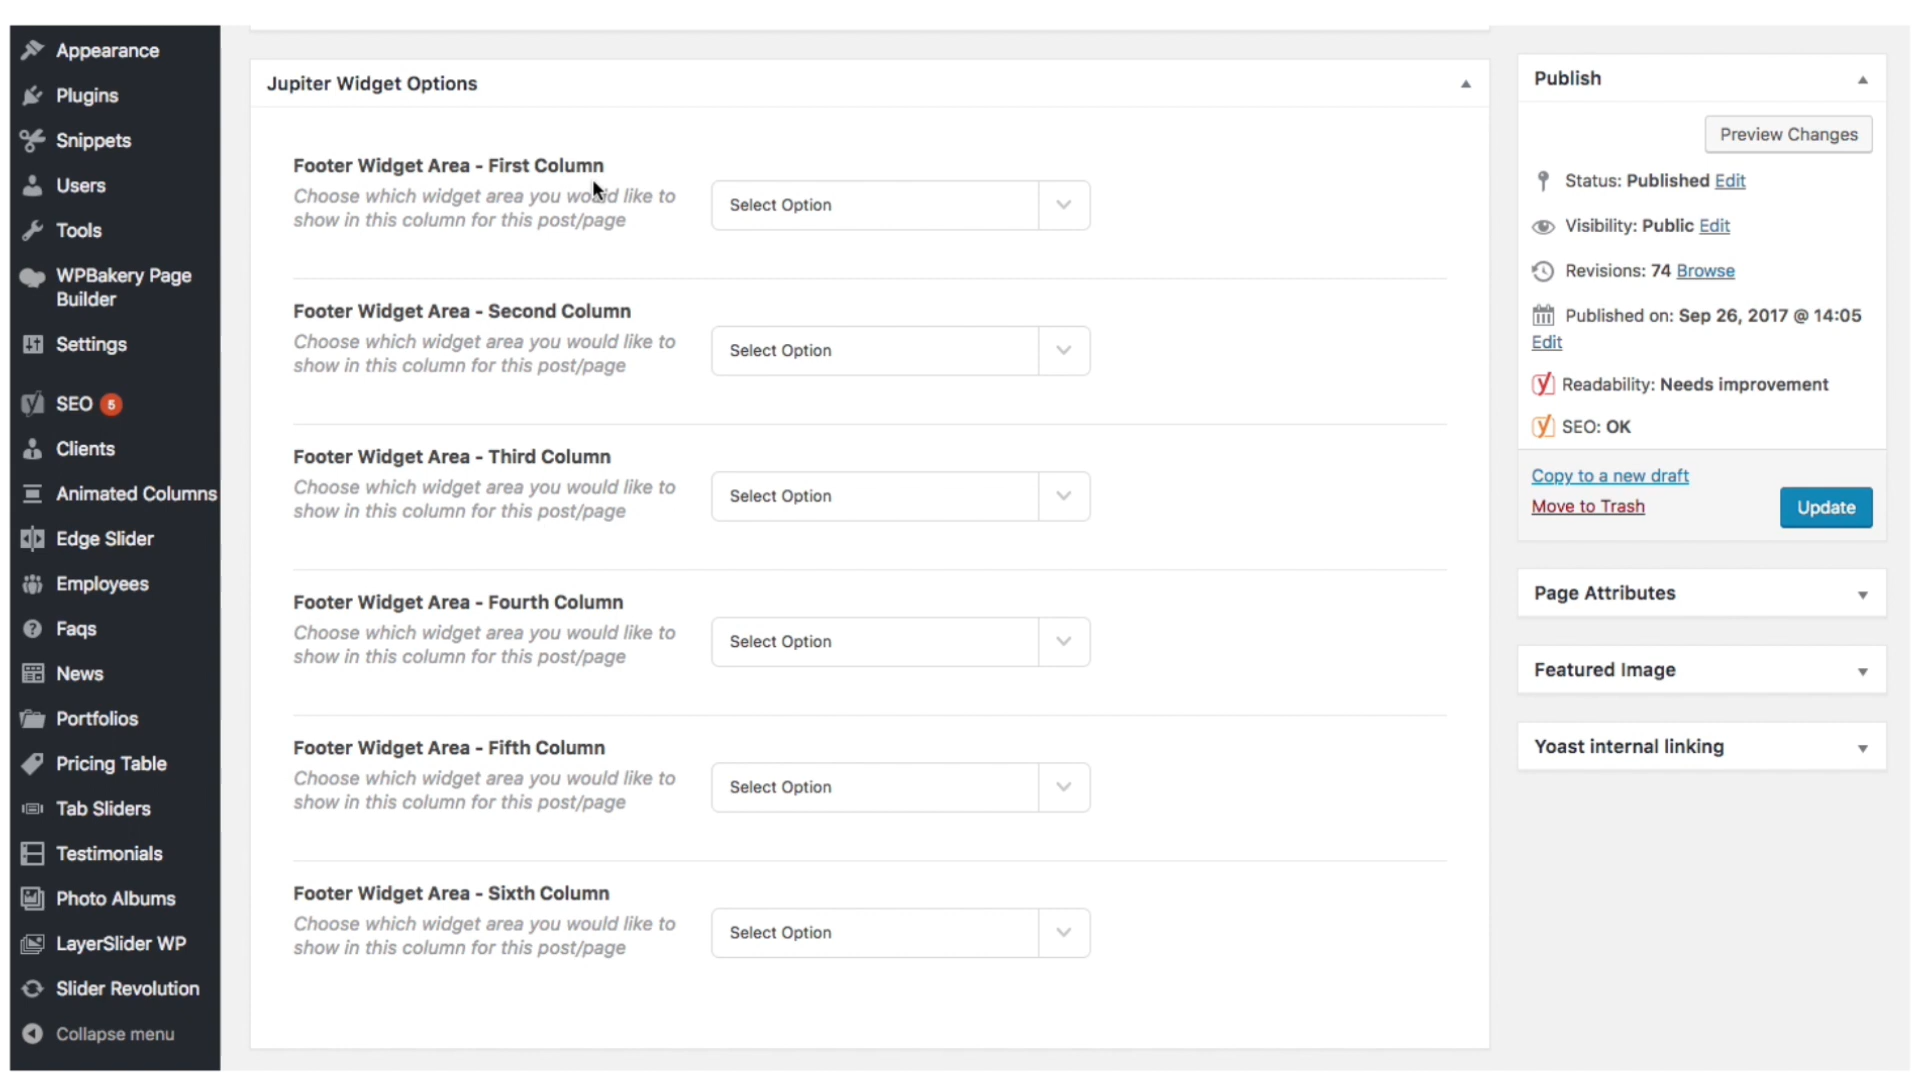 Appearance
Plugins
Snippets
Users
Tools
WPBakery Page
Builder
Settings
SEO 5
Clients
Animated Columns
Edge Slider
Employees
Faqs
News
Portfolios
Pricing Table
Tab Sliders
Testimonials
Photo Albums
LayerSlider WP
Slider Revolution
Collapse menu
Jupiter Widget Options
Footer Widget Area - First Column
Choose which widget area you would like to
show in this column for this post/page
Select Option
Footer Widget Area - Second Column
Choose which widget area you would like to
show in this column for this post/page
Select Option
Footer Widget Area - Third Column
Choose which widget area you would like to
show in this column for this post/page
Select Option
Footer Widget Area - Fourth Column
Choose which widget area you would like to
show in this column for this post/page
Select Option
Footer Widget Area - Fifth Column
Choose which widget area you would like to
show in this column for this post/page
Select Option
Footer Widget Area - Sixth Column
Choose which widget area you would like to
show in this column for this post/page
Select Option
Publish
Preview Changes
Status: Published Edit
Visibility: Public Edit
Revisions: 74 Browse
Published on: Sep 26, 2017 @ 14:05
Edit
Readability: Needs improvement
SEO: OK
Copy to a new draft
Move to Trash
Update
Page Attributes
Featured Image
Yoast internal linking